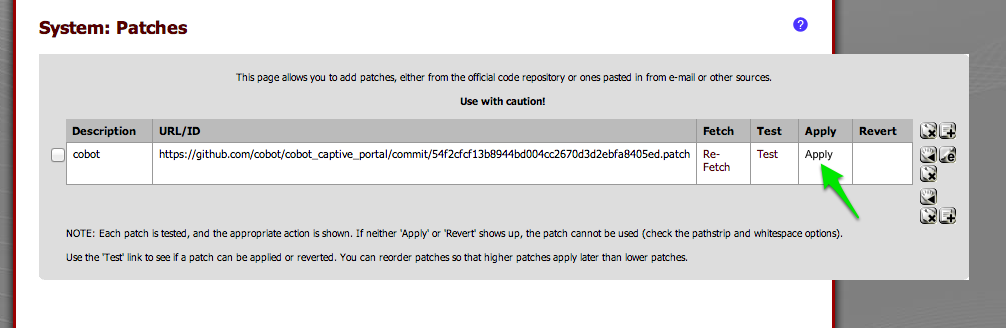 System: Patches
?
This page allows you to add patches, either from the official code repository or ones pasted in from e-mail or other sources.
Use with caution!
Description URL/ID Fetch Test Apply Revert
cobot https://github.com/cobot/cobot_captive_portal/commit/54f2cfcf13b8944bd004cc2670d3d2ebfa8405ed.patch Re- Test Apply
Fetch
NOTE: Each patch is tested, and the appropriate action is shown. If neither 'Apply' or 'Revert' shows up, the patch cannot be used (check the pathstrip and whitespace options).
Use the 'Test' link to see if a patch can be applied or reverted. You can reorder patches so that higher patches apply later than lower patches.